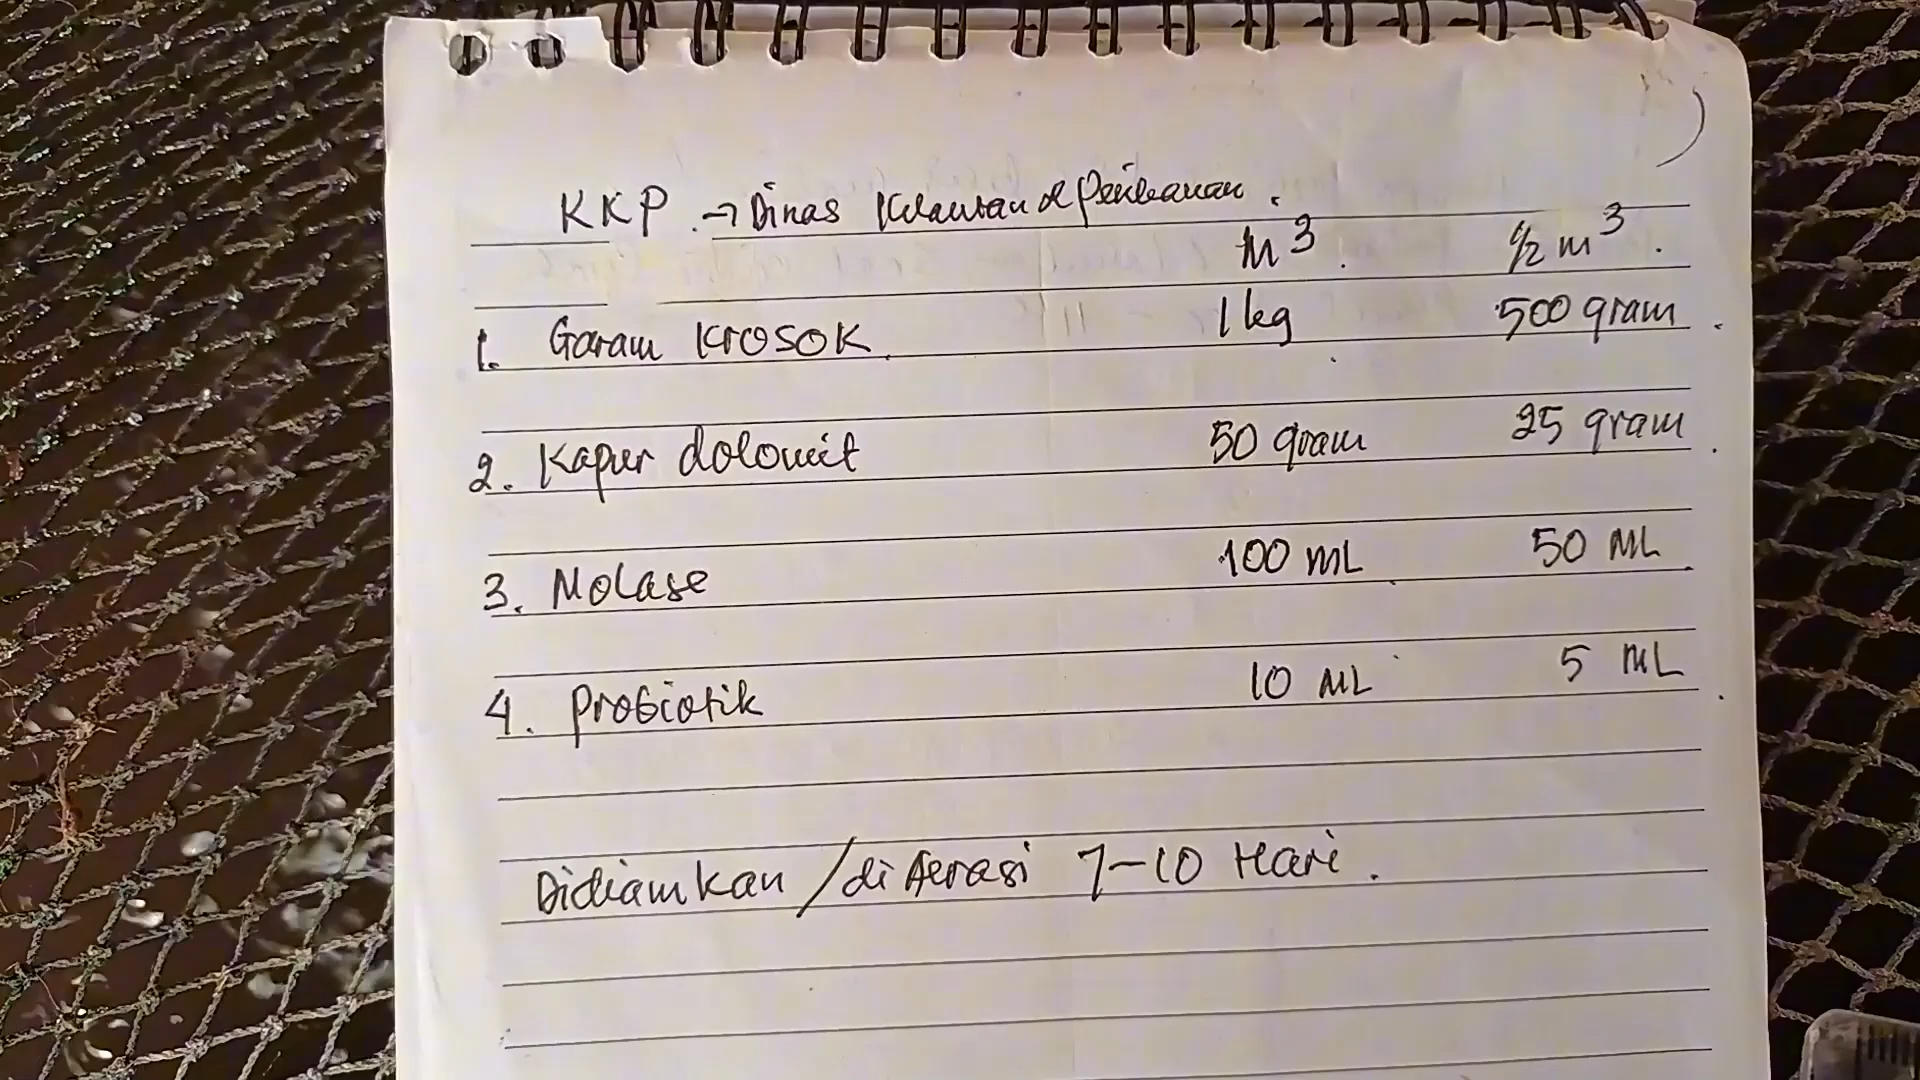 KKP → Dinas Kelautan & Perikanan.
m³. ½ m³.
1. Garam Krosok. 1 kg 500 gram
2. Kapur dolomit 50 gram 25 gram
3. Molase 100 mL 50 mL
4. Probiotik 10 mL 5 mL
Didiamkan / di Aerasi 7-10 Hari.